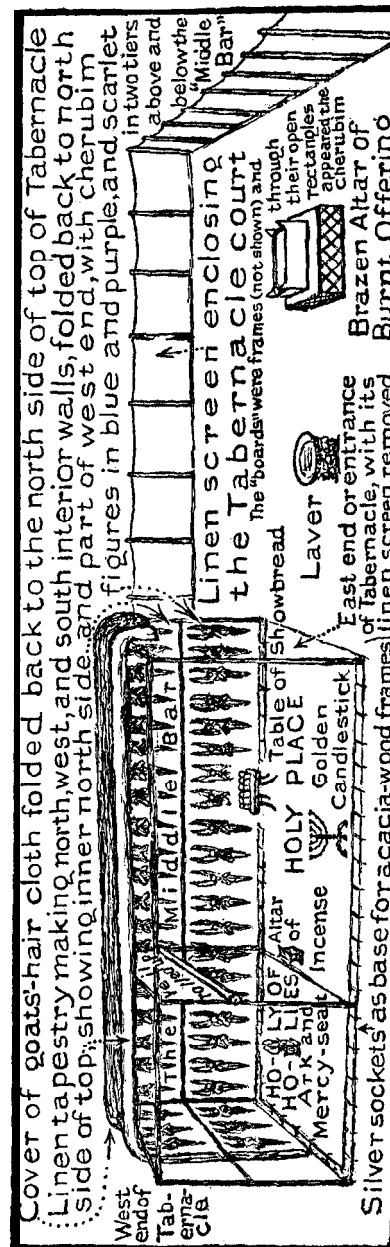 Cover of goats'-hair cloth folded back to the north side of top of Tabernacle
Linen tapestry making north, west, and south interior walls, folded back to north
side of top, showing inner north side, and part of west end, with cherubim
figures in blue and purple, and scarlet
in two tiers
above and
below the
"Middle
Bar"
West
end of
Tab-
erna-
cle
The Middle Bar
The Veil
Linen screen enclosing
the Tabernacle court
The "boards" were frames (not shown) and
through
their open
rectangles
appeared the
cherubim
HO-LY OF
HO-LIES
Ark and
Mercy-seat
Altar
of
Incense
Table of Showbread
HOLY PLACE
Golden
Candlestick
Laver
East end or entrance
of Tabernacle, with its
linen screen removed
Brazen Altar of
Burnt Offering
Silver sockets as base for acacia-wood frames